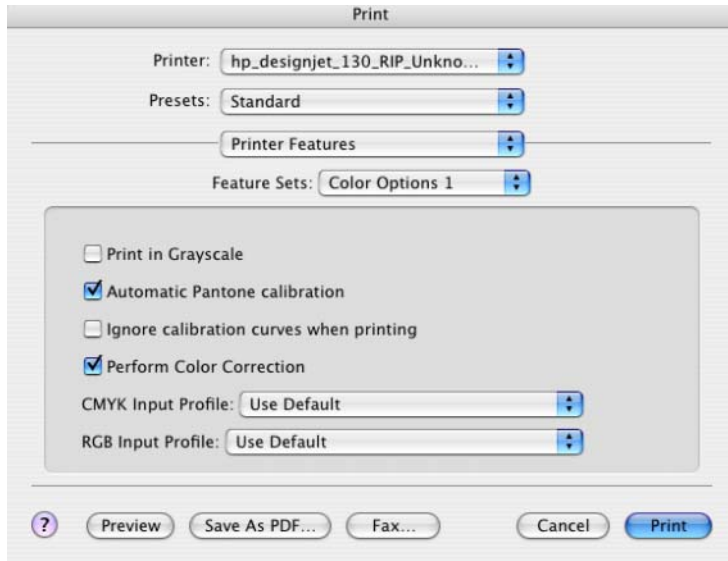 Print
Printer: hp_designjet_130_RIP_Unkno...
Presets: Standard
Printer Features
Feature Sets: Color Options 1
Print in Grayscale
Automatic Pantone calibration
Ignore calibration curves when printing
Perform Color Correction
CMYK Input Profile: Use Default
RGB Input Profile: Use Default
? Preview Save As PDF... Fax... Cancel Print